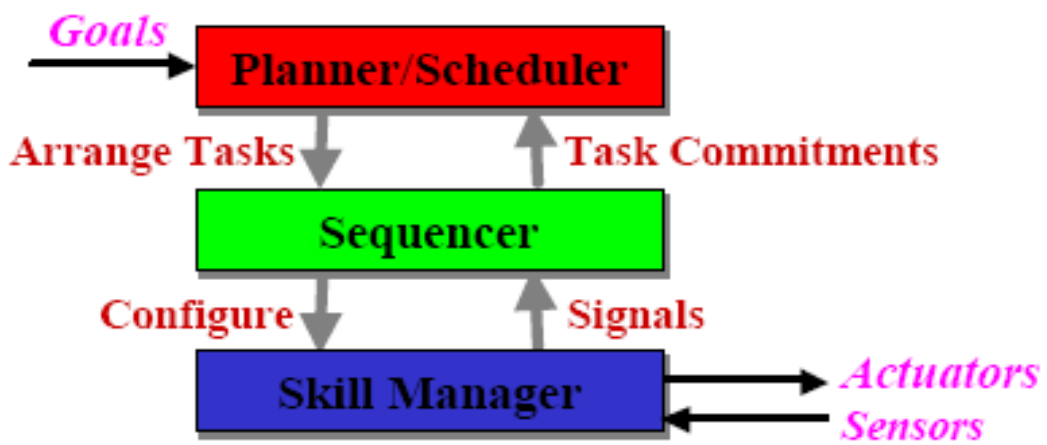 Goals
Planner/Scheduler
Arrange Tasks
Task Commitments
Sequencer
Configure
Signals
Skill Manager
Actuators
Sensors